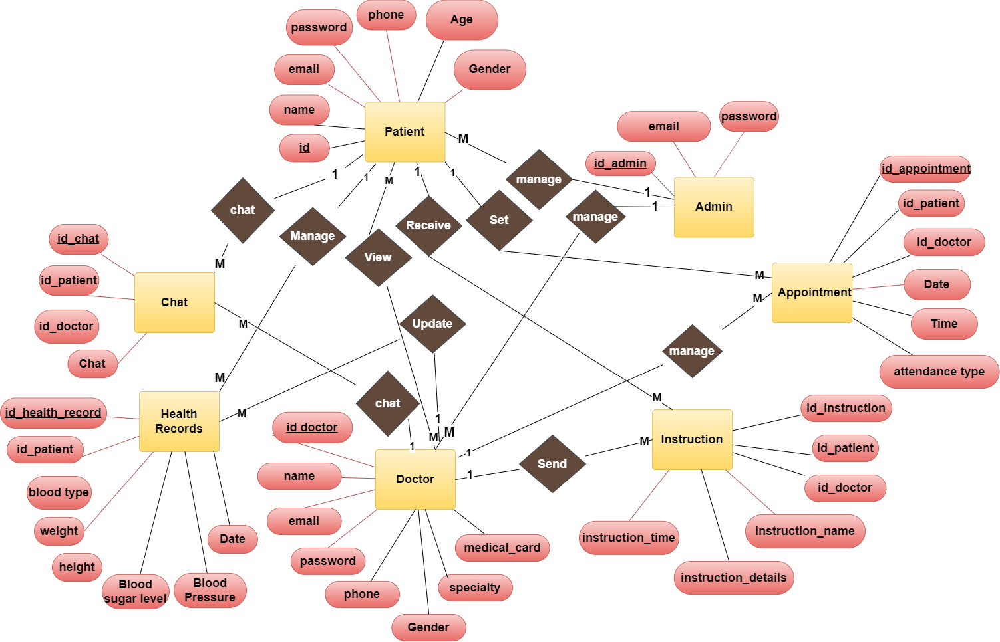 phone
Age
password
email
Gender
name
Patient
id
M
email
password
id_admin
id_appointment
1
1
M
1
1
manage
1
Admin
1
id_patient
chat
Receive
Set
manage
Manage
id_chat
View
id_doctor
M
id_patient
M
Date
Appointment
Chat
M
id_doctor
M
Update
Time
Chat
manage
attendance type
M
chat
M
id_health_record
Health
Records
M
1
id_instruction
id doctor
M
M
1
Instruction
M
id_patient
1
id_patient
Send
name
Doctor
1
id_doctor
blood type
email
weight
Date
instruction_time
instruction_name
medical_card
height
password
Blood
sugar level
Blood
Pressure
phone
specialty
instruction_details
Gender